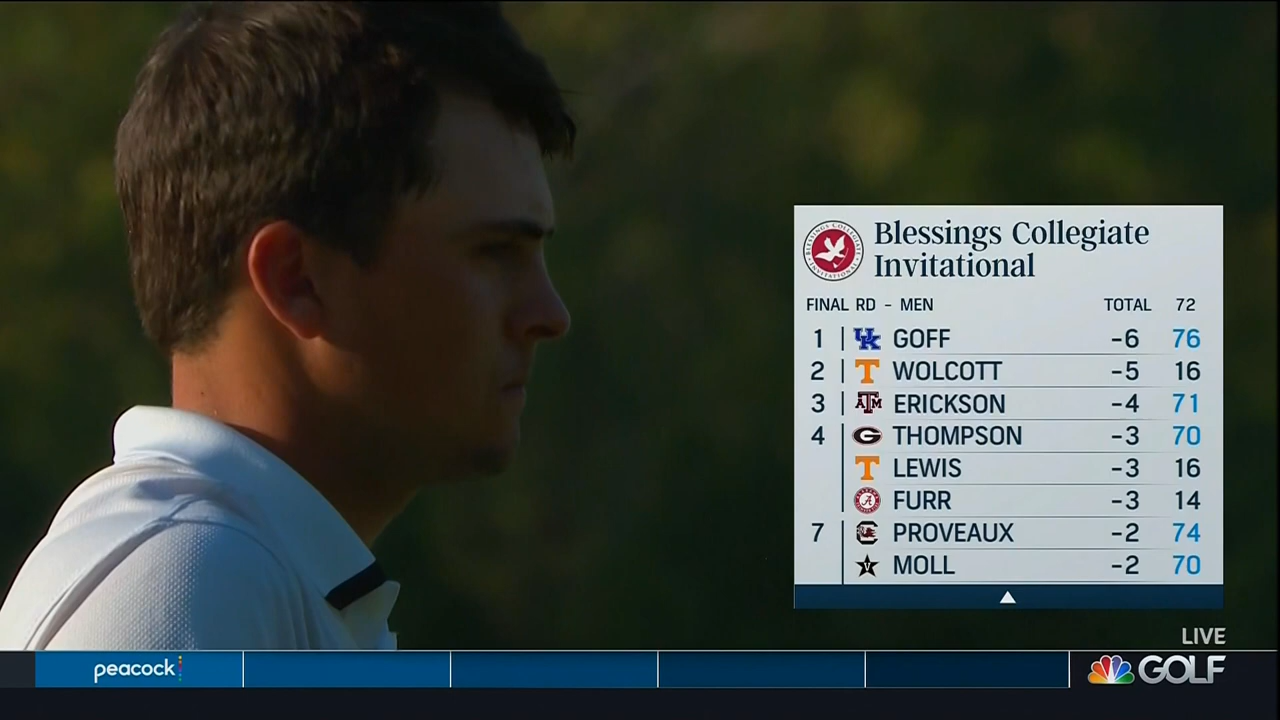 Blessings Collegiate
Invitational
FINAL RD - MEN TOTAL 72
1 UK GOFF -6 76
2 T WOLCOTT -5 16
3 ATM ERICKSON -4 71
4 G THOMPSON -3 70
T LEWIS -3 16
A FURR -3 14
7 C PROVEAUX -2 74
V MOLL -2 70
LIVE
peacock GOLF